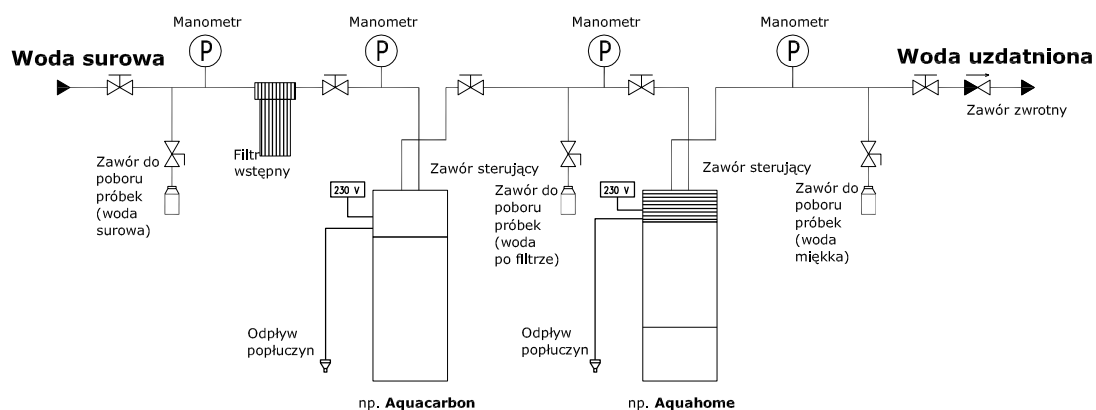 Manometr
Manometr
Manometr
Manometr
Woda surowa
Woda uzdatniona
P
P
P
P
Zawór zwrotny
Filtr
wstępny
Zawór do
poboru
próbek
(woda
surowa)
Zawór sterujący
230 V
Zawór do
poboru
próbek
(woda
po filtrze)
Zawór sterujący
230 V
Zawór do
poboru
próbek
(woda
miękka)
Odpływ
popłuczyn
Odpływ
popłuczyn
np. Aquacarbon
np. Aquahome